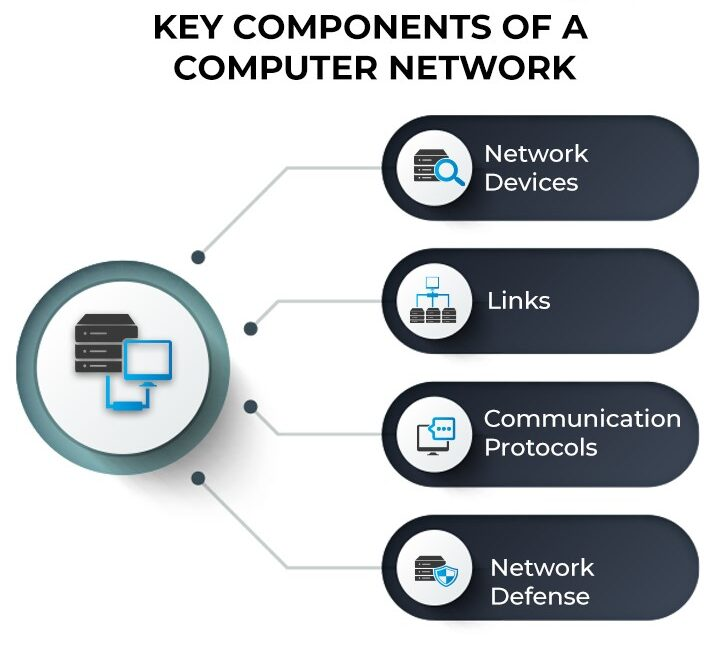 KEY COMPONENTS OF A
COMPUTER NETWORK
Network
Devices
Links
Communication
Protocols
Network
Defense